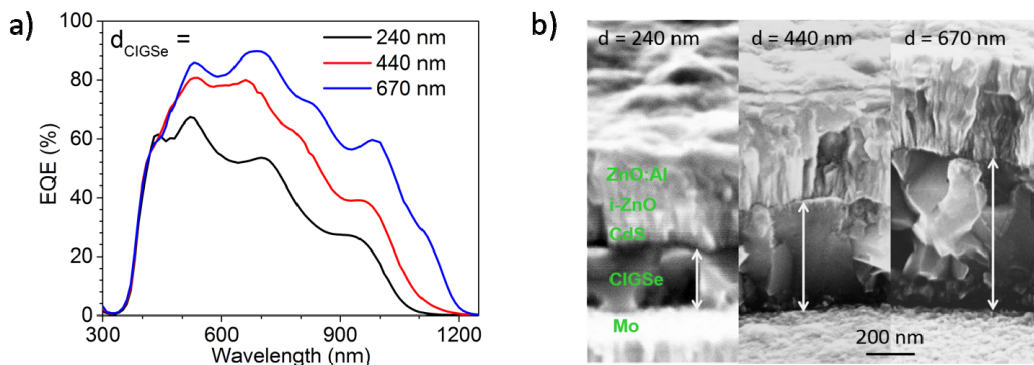 a)
d_CIGSe =
240 nm
440 nm
670 nm
EQE (%)
100
80
60
40
20
0
300 600 900 1200
Wavelength (nm)
b)
d = 240 nm d = 440 nm d = 670 nm
ZnO:Al
i-ZnO
CdS
CIGSe
Mo
200 nm